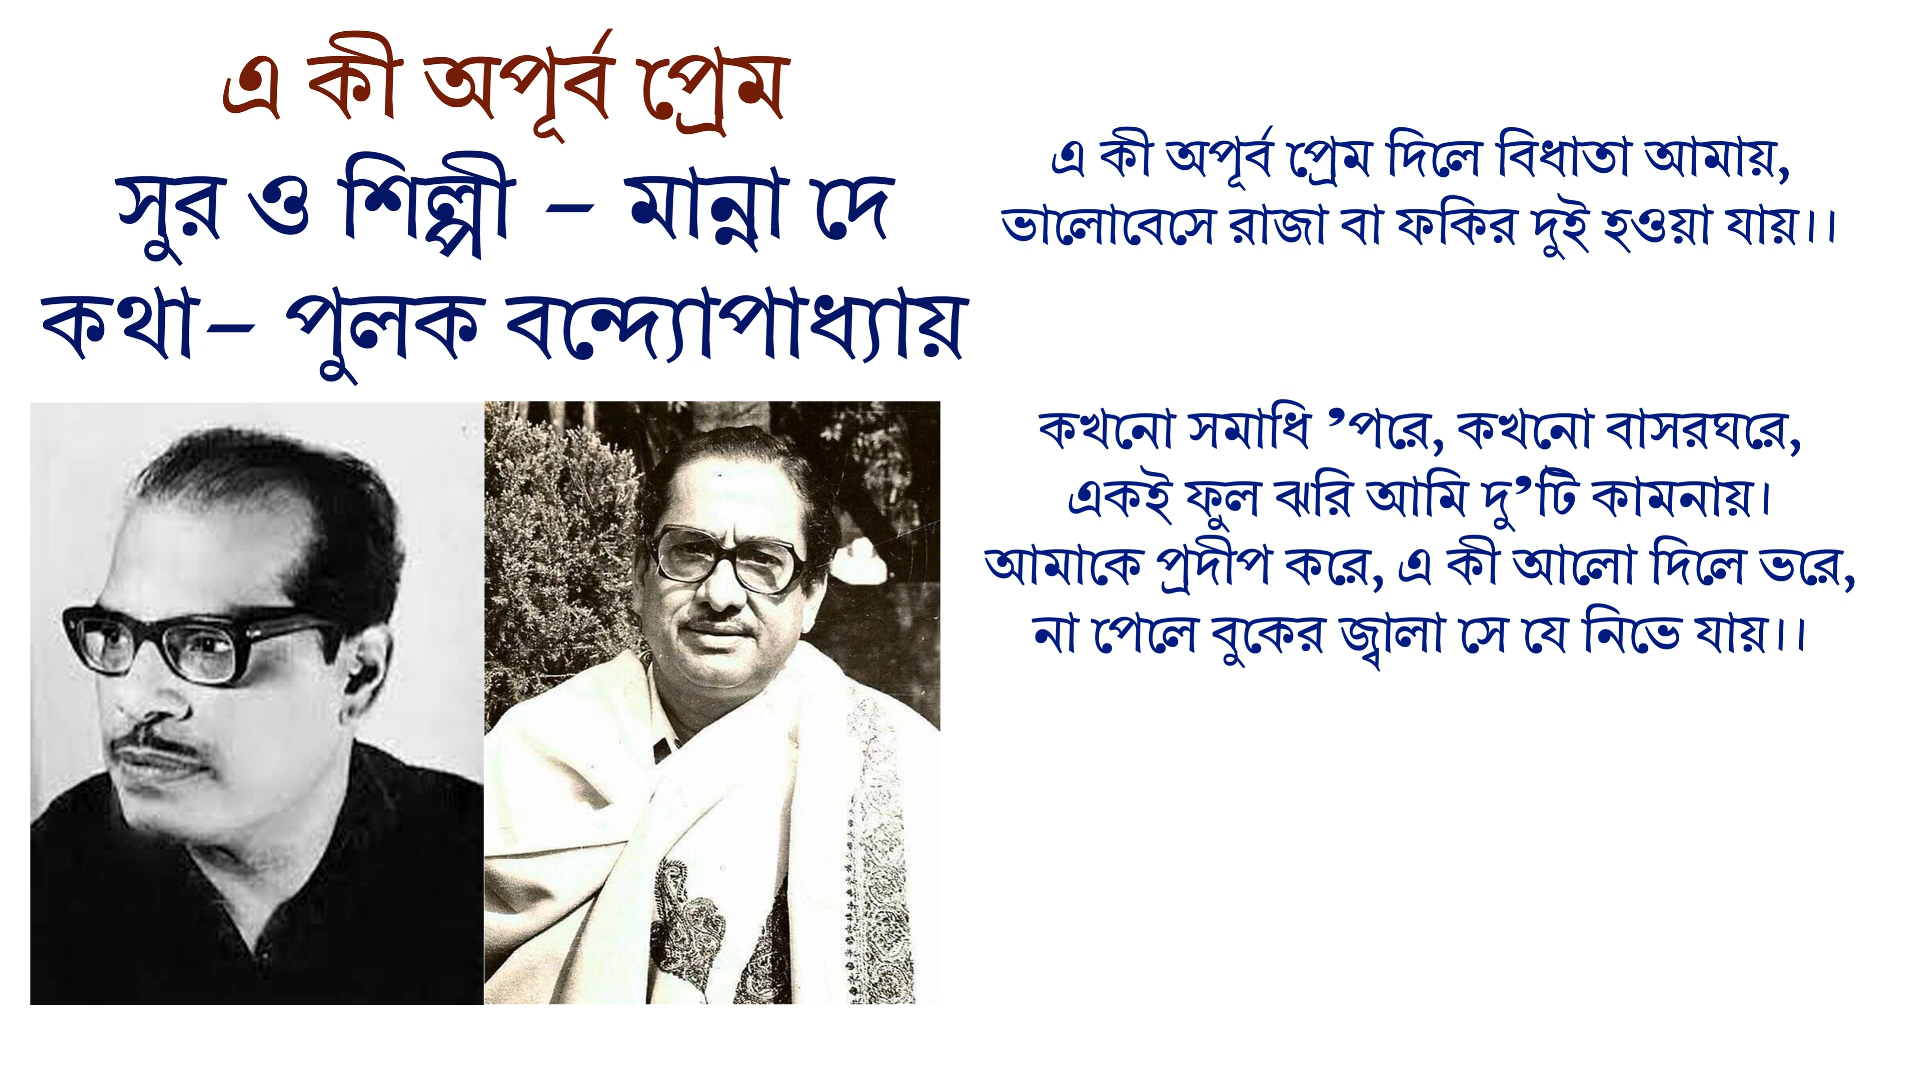 এ কী অপূর্ব প্রেম
সুর ও শিল্পী – মান্না দে
কথা– পুলক বন্দ্যোপাধ্যায়
এ কী অপূর্ব প্রেম দিলে বিধাতা আমায়,
ভালোবেসে রাজা বা ফকির দুই হওয়া যায়।।
কখনো সমাধি ’পরে, কখনো বাসরঘরে,
একই ফুল ঝরি আমি দু’টি কামনায়।
আমাকে প্রদীপ করে, এ কী আলো দিলে ভরে,
না পেলে বুকের জ্বালা সে যে নিভে যায়।।